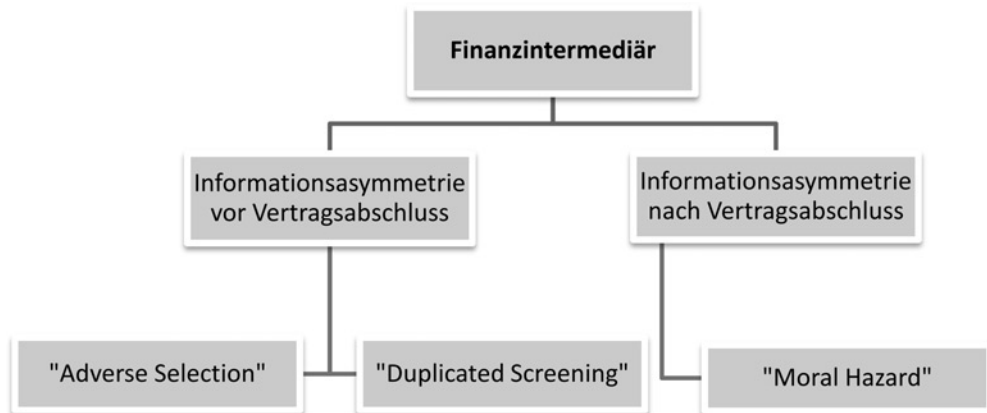 Finanzintermediär
Informationsasymmetrie
vor Vertragsabschluss
Informationsasymmetrie
nach Vertragsabschluss
"Adverse Selection"
"Duplicated Screening"
"Moral Hazard"